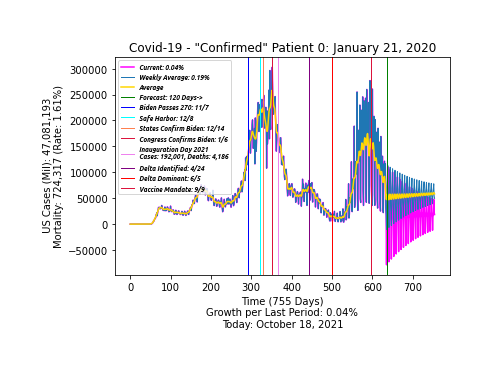 Covid-19 - "Confirmed" Patient 0: January 21, 2020
US Cases (Mil): 47,081,193
Mortality: 724,317 (Rate: 1.61%)
300000
250000
200000
150000
100000
50000
0
−50000
Current: 0.04%
Weekly Average: 0.19%
Average
Forecast: 120 Days->
Biden Passes 270: 11/7
Safe Harbor: 12/8
States Confirm Biden: 12/14
Congress Confirms Biden: 1/6
Inauguration Day 2021
Cases: 192,001, Deaths: 4,186
Delta Identified: 4/24
Delta Dominant: 6/5
Vaccine Mandate: 9/9
0 100 200 300 400 500 600 700
Time (755 Days)
Growth per Last Period: 0.04%
Today: October 18, 2021